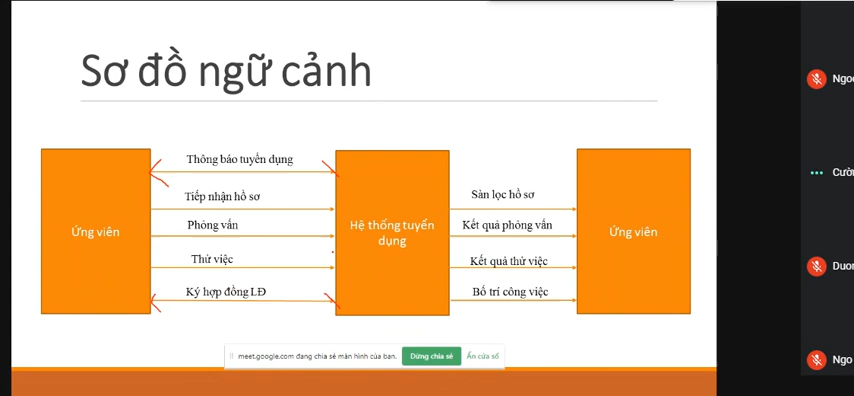 Sơ đồ ngữ cảnh
Ứng viên
Thông báo tuyển dụng
Tiếp nhận hồ sơ
Phỏng vấn
Thử việc
Ký hợp đồng LĐ
Hệ thống tuyển
dụng
Sàn lọc hồ sơ
Kết quả phỏng vấn
Kết quả thử việc
Bố trí công việc
Ứng viên
meet.google.com đang chia sẻ màn hình của bạn.
Dừng chia sẻ
Ẩn cửa sổ
Cườn
Duon
Ngo